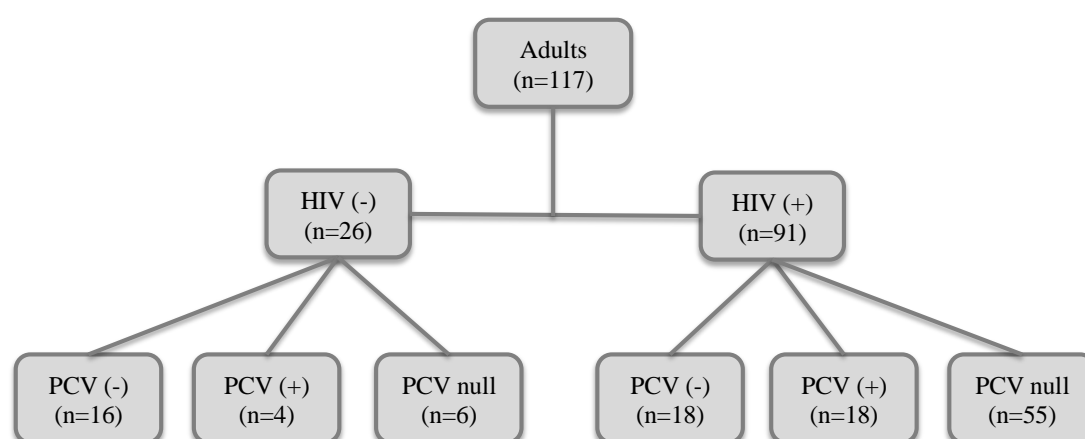 Adults
(n=117)
HIV (-)
(n=26)
HIV (+)
(n=91)
PCV (-)
(n=16)
PCV (+)
(n=4)
PCV null
(n=6)
PCV (-)
(n=18)
PCV (+)
(n=18)
PCV null
(n=55)